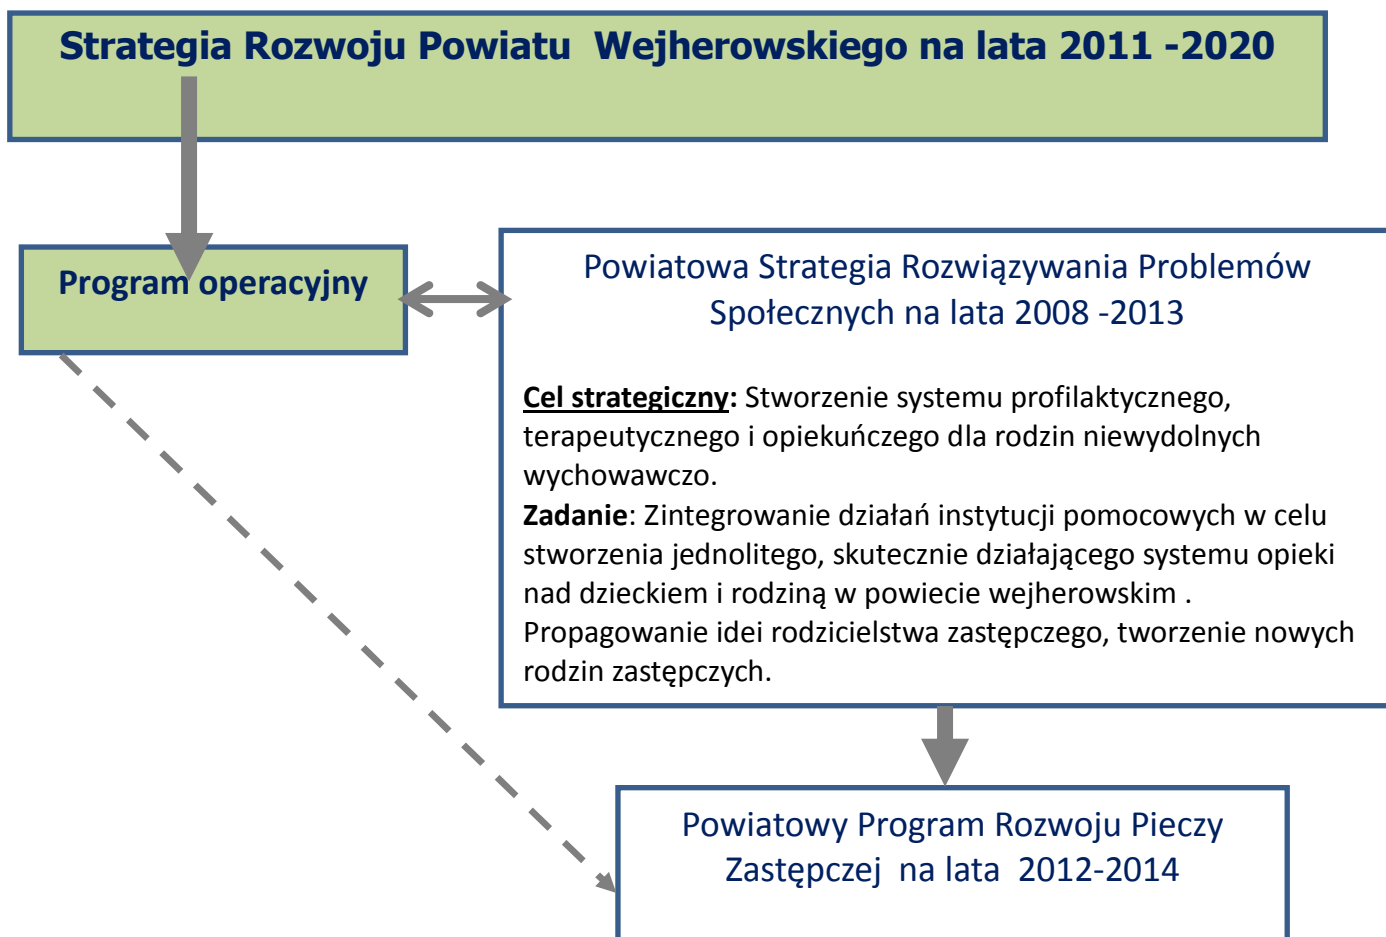 Strategia Rozwoju Powiatu Wejherowskiego na lata 2011 -2020
Program operacyjny
Powiatowa Strategia Rozwiązywania Problemów
Społecznych na lata 2008 -2013
Cel strategiczny: Stworzenie systemu profilaktycznego,
terapeutycznego i opiekuńczego dla rodzin niewydolnych
wychowawczo.
Zadanie: Zintegrowanie działań instytucji pomocowych w celu
stworzenia jednolitego, skutecznie działającego systemu opieki
nad dzieckiem i rodziną w powiecie wejherowskim .
Propagowanie idei rodzicielstwa zastępczego, tworzenie nowych
rodzin zastępczych.
Powiatowy Program Rozwoju Pieczy
Zastępczej na lata 2012-2014